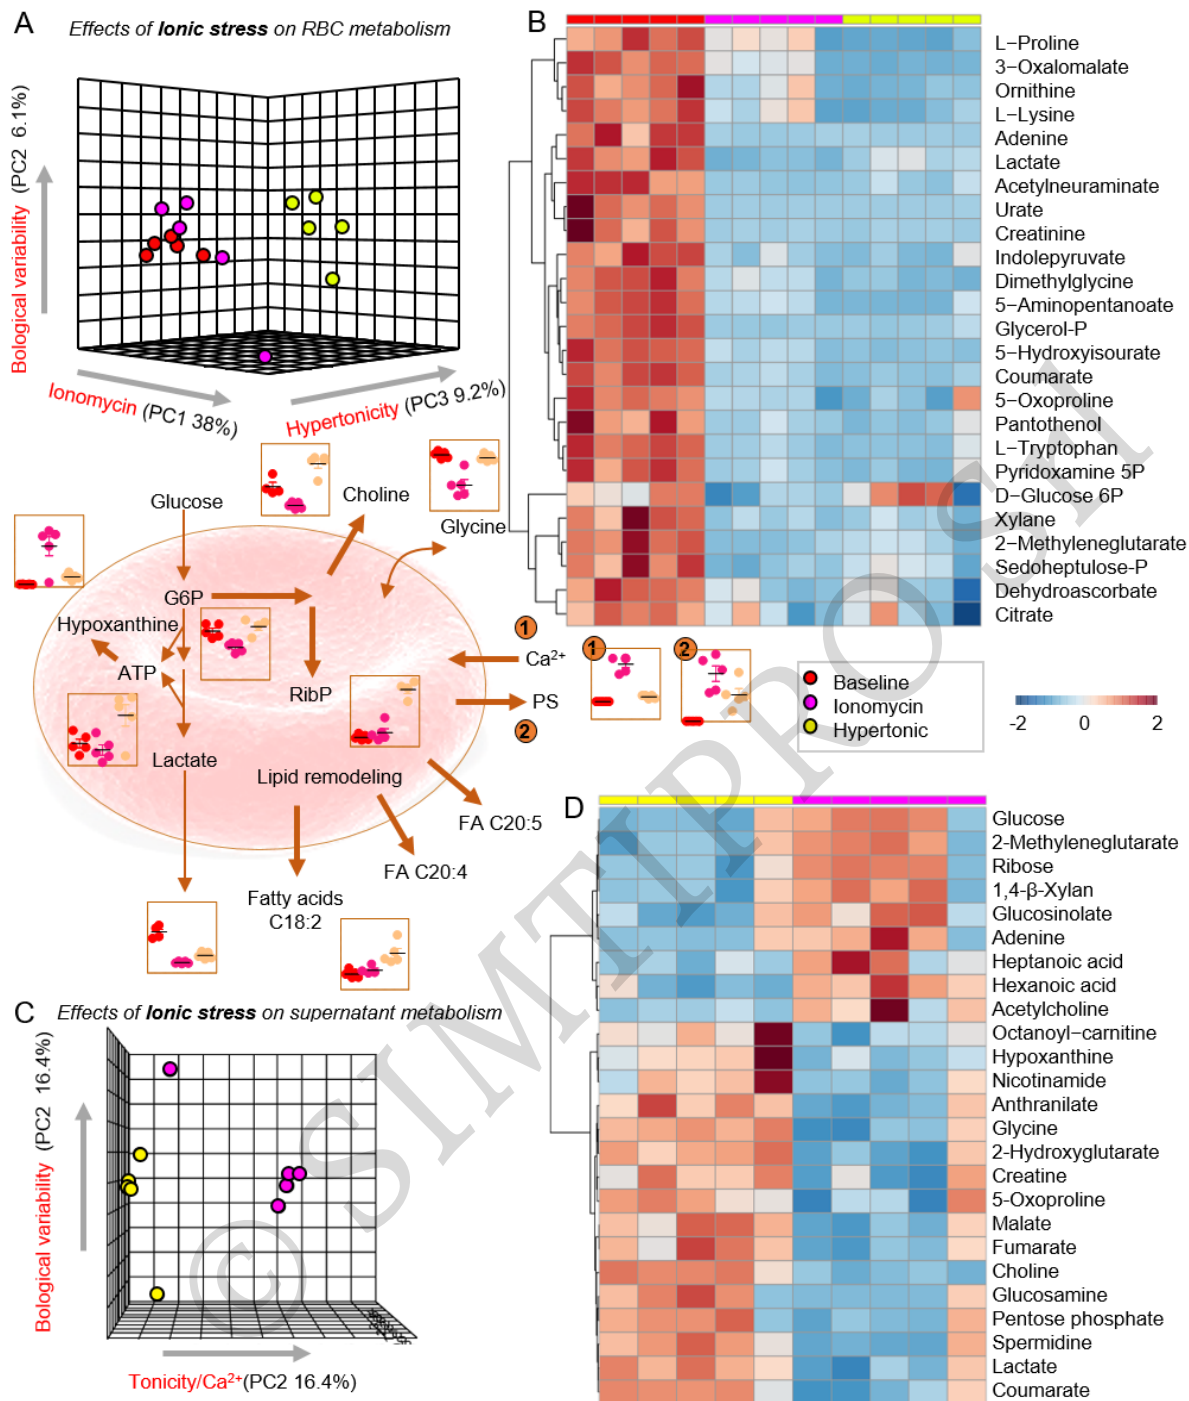 A
Effects of Ionic stress on RBC metabolism
Bological variability (PC2 6.1%)
Ionomycin (PC1 38%)
Hypertonicity (PC3 9.2%)
B
L−Proline
3−Oxalomalate
Ornithine
L−Lysine
Adenine
Lactate
Acetylneuraminate
Urate
Creatinine
Indolepyruvate
Dimethylglycine
5−Aminopentanoate
Glycerol-P
5−Hydroxyisourate
Coumarate
5−Oxoproline
Pantothenol
L−Tryptophan
Pyridoxamine 5P
D−Glucose 6P
Xylane
2−Methyleneglutarate
Sedoheptulose-P
Dehydroascorbate
Citrate
Glucose
Choline
Glycine
G6P
Hypoxanthine
ATP
RibP
1
Ca²⁺
PS
2
Lactate
Lipid remodeling
FA C20:5
FA C20:4
Fatty acids
C18:2
1
2
Baseline
Ionomycin
Hypertonic
-2 0 2
C
Effects of Ionic stress on supernatant metabolism
Bological variability (PC2 16.4%)
Tonicity/Ca²⁺(PC2 16.4%)
D
Glucose
2-Methyleneglutarate
Ribose
1,4-β-Xylan
Glucosinolate
Adenine
Heptanoic acid
Hexanoic acid
Acetylcholine
Octanoyl−carnitine
Hypoxanthine
Nicotinamide
Anthranilate
Glycine
2-Hydroxyglutarate
Creatine
5-Oxoproline
Malate
Fumarate
Choline
Glucosamine
Pentose phosphate
Spermidine
Lactate
Coumarate
© SIMTIPRO Srl